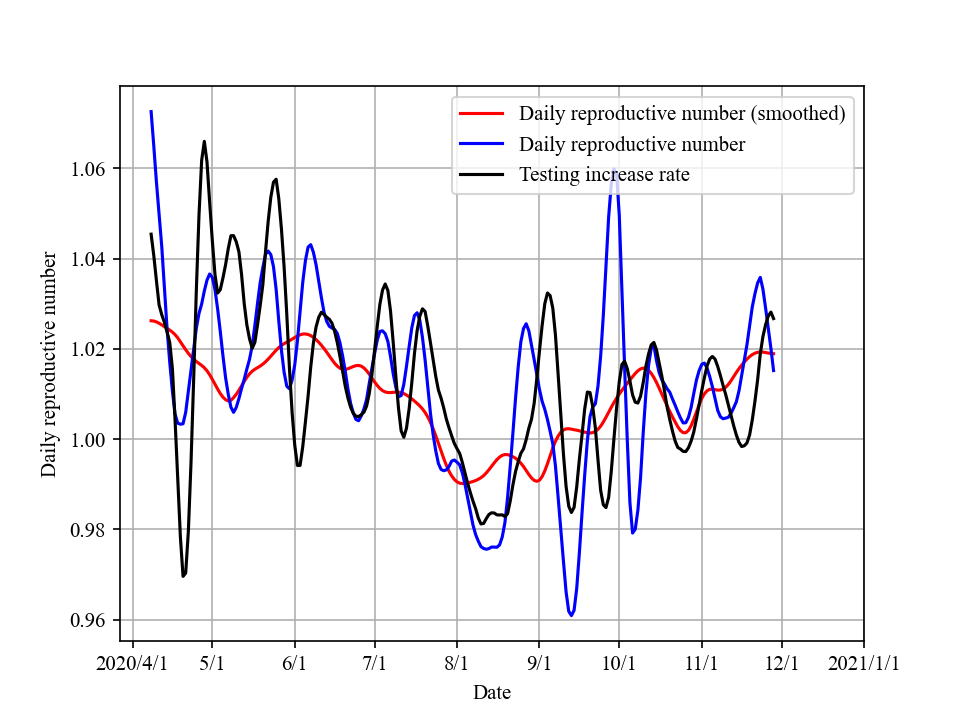 Daily reproductive number (smoothed)
Daily reproductive number
Testing increase rate
Daily reproductive number
1.06
1.04
1.02
1.00
0.98
0.96
2020/4/1 5/1 6/1 7/1 8/1 9/1 10/1 11/1 12/1 2021/1/1
Date